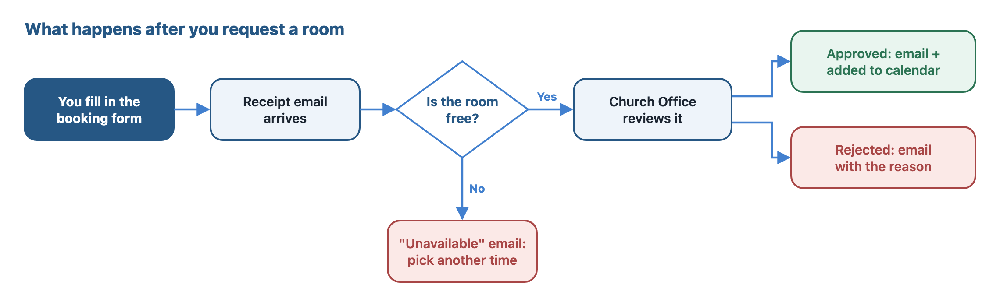 What happens after you request a room
You fill in the
booking form
Receipt email
arrives
Is the room
free?
Yes
Church Office
reviews it
Approved: email +
added to calendar
Rejected: email
with the reason
No
"Unavailable" email:
pick another time